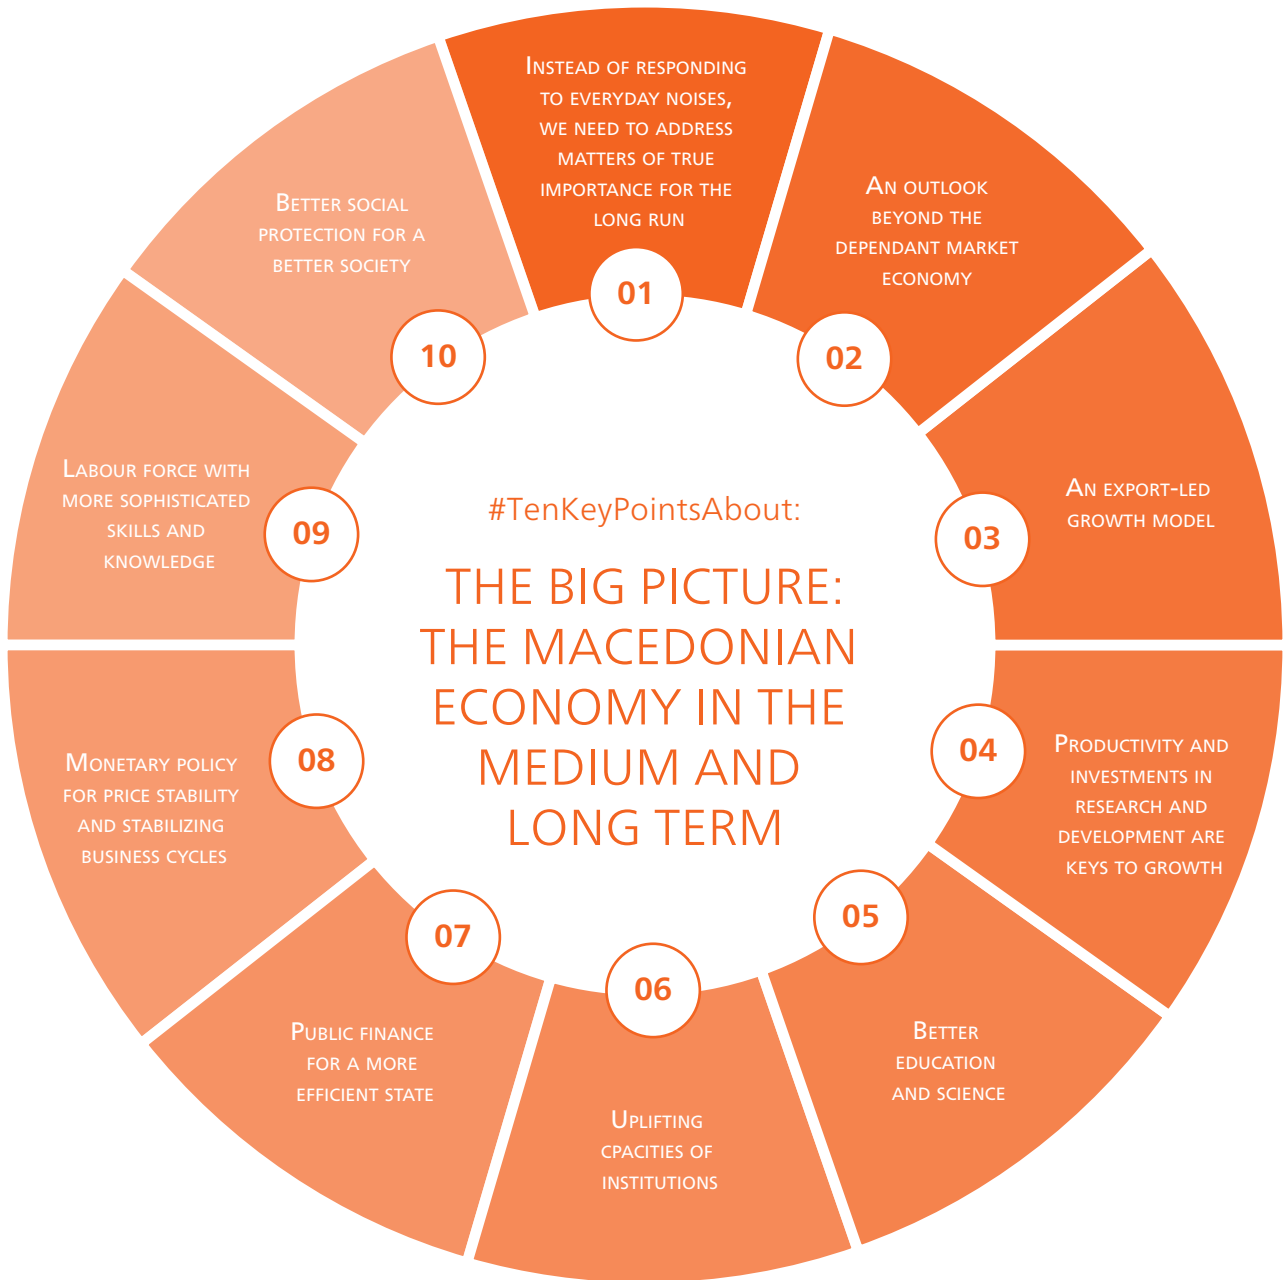 #TenKeyPointsAbout:
THE BIG PICTURE:
THE MACEDONIAN
ECONOMY IN THE
MEDIUM AND
LONG TERM
Instead of responding
to everyday noises,
we need to address
matters of true
importance for the
long run
01
An outlook
beyond the
dependant market
economy
02
An export-led
growth model
03
Productivity and
investments in
research and
development are
keys to growth
04
Better
education
and science
05
Uplifting
cpacities of
institutions
06
Public finance
for a more
efficient state
07
Monetary policy
for price stability
and stabilizing
business cycles
08
Labour force with
more sophisticated
skills and
knowledge
09
Better social
protection for a
better society
10